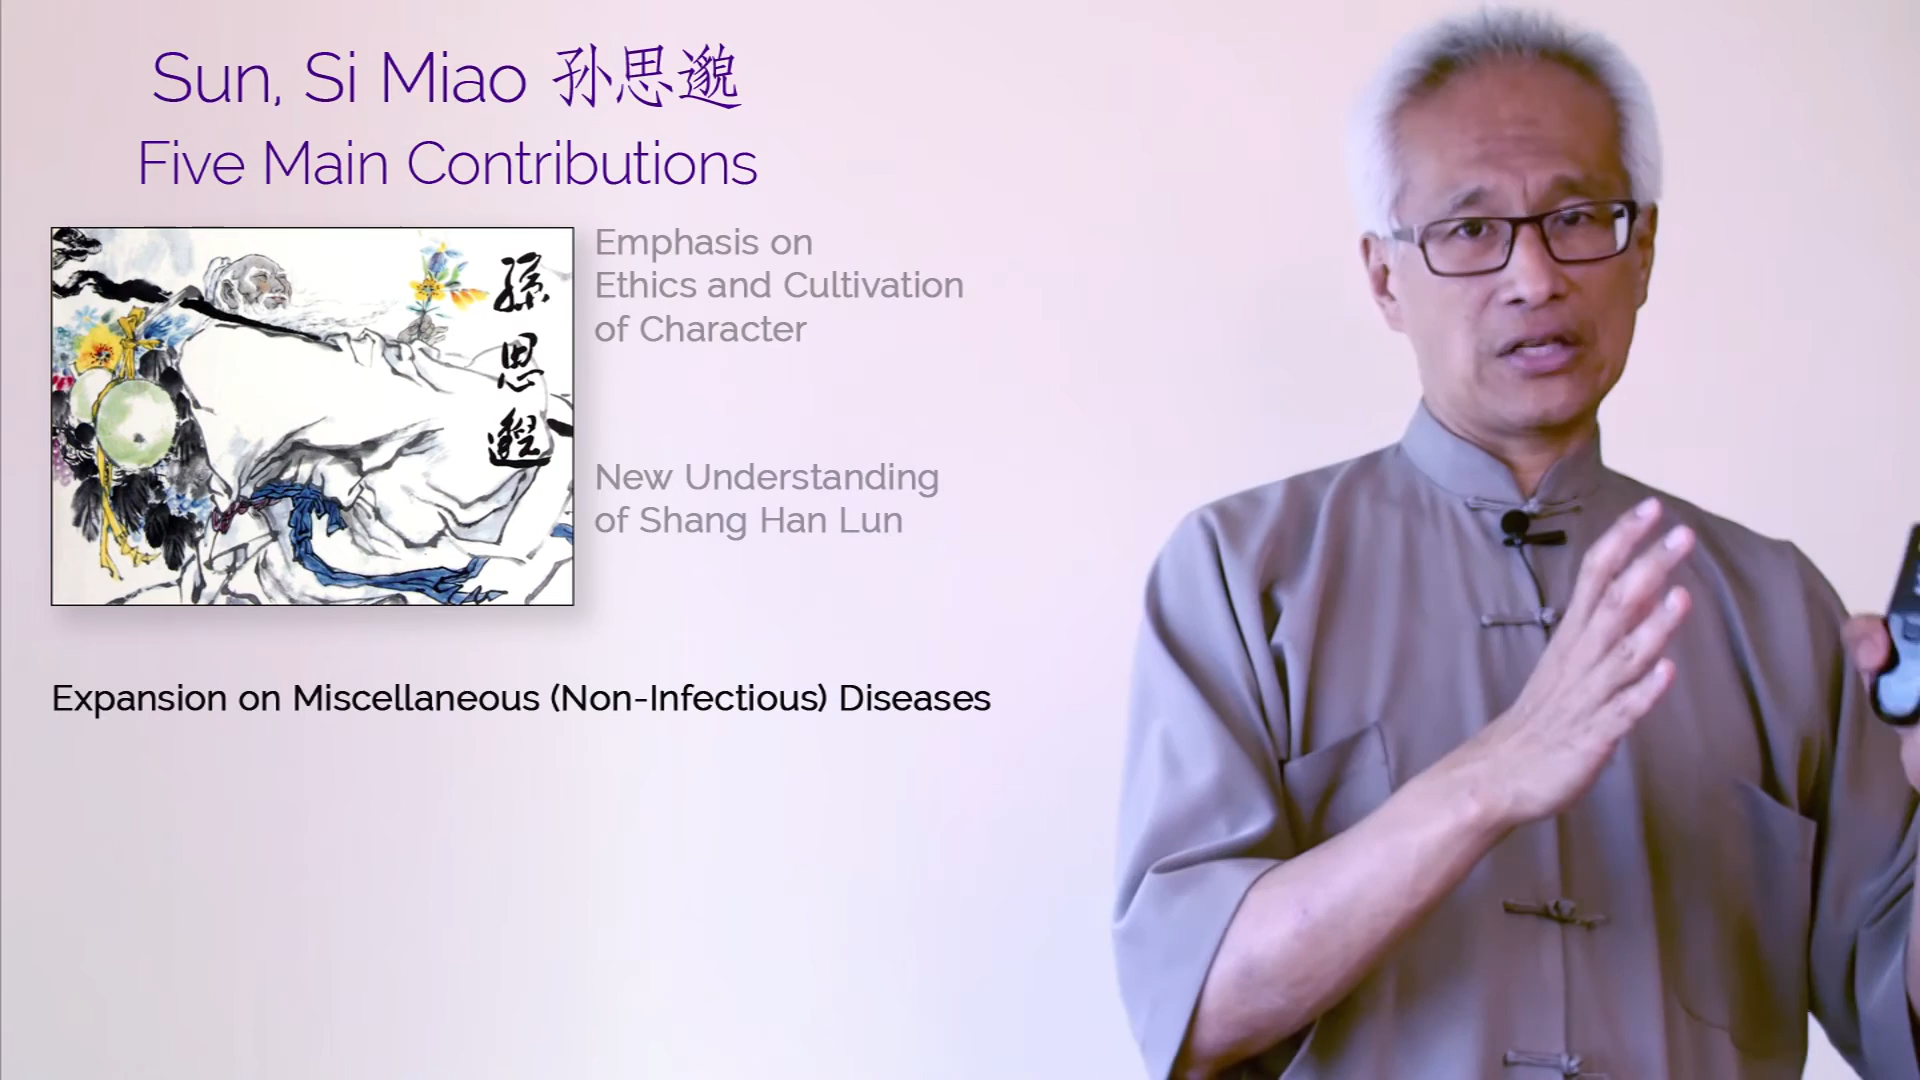 Sun, Si Miao 孙思邈
Five Main Contributions
孫
思
邈
Emphasis on
Ethics and Cultivation
of Character
New Understanding
of Shang Han Lun
Expansion on Miscellaneous (Non-Infectious) Diseases